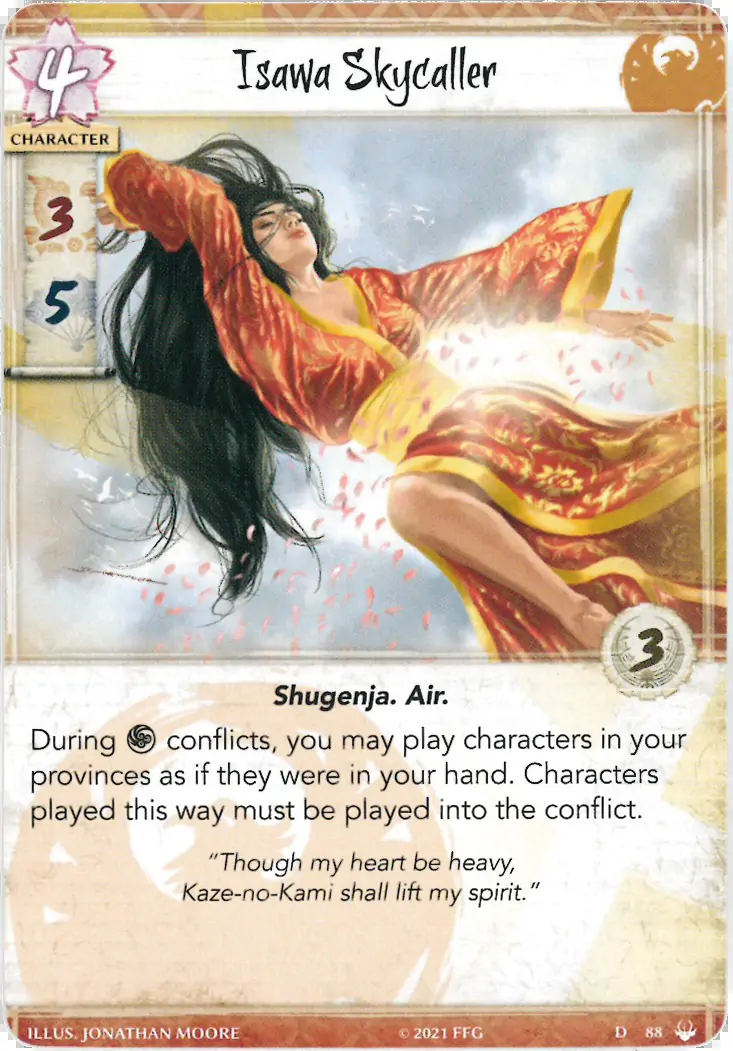 4
Isawa Skycaller
CHARACTER
3
5
3
Shugenja. Air.
During conflicts, you may play characters in your
provinces as if they were in your hand. Characters
played this way must be played into the conflict.
"Though my heart be heavy,
Kaze-no-Kami shall lift my spirit."
ILLUS. JONATHAN MOORE
© 2021 FFG
D 88